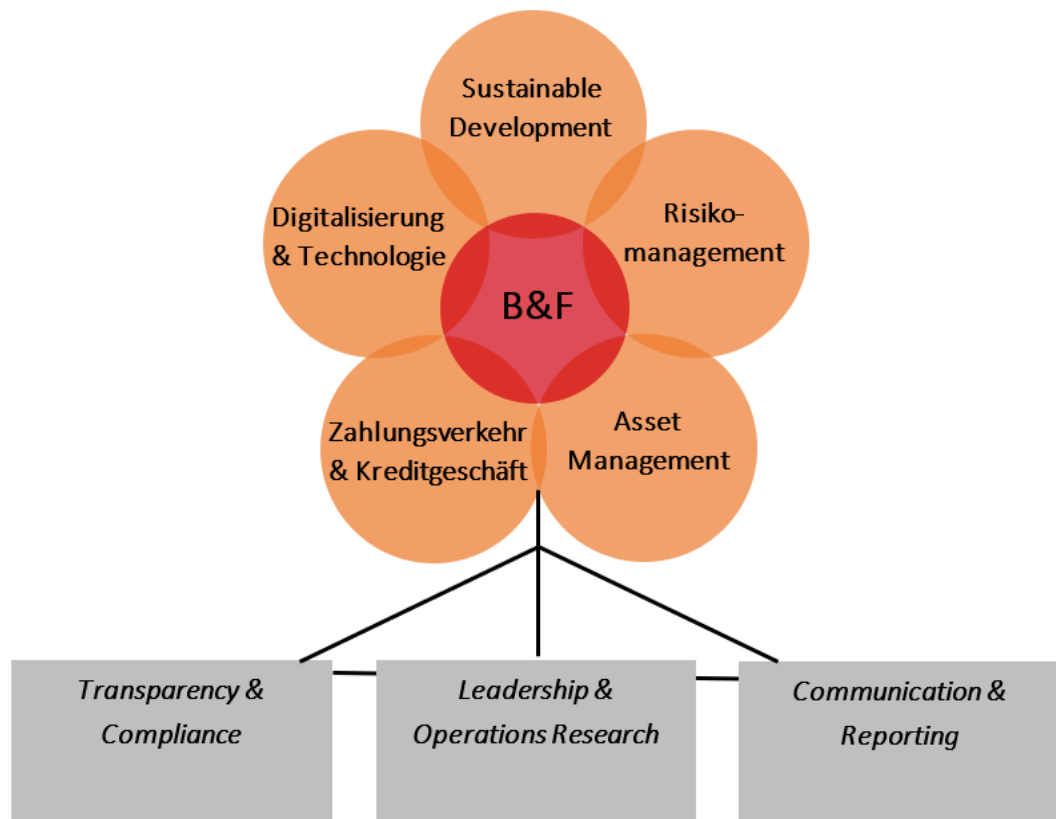 Sustainable
Development
Digitalisierung
& Technologie
Risiko-
management
B&F
Zahlungsverkehr
& Kreditgeschäft
Asset
Management
Transparency &
Compliance
Leadership &
Operations Research
Communication &
Reporting